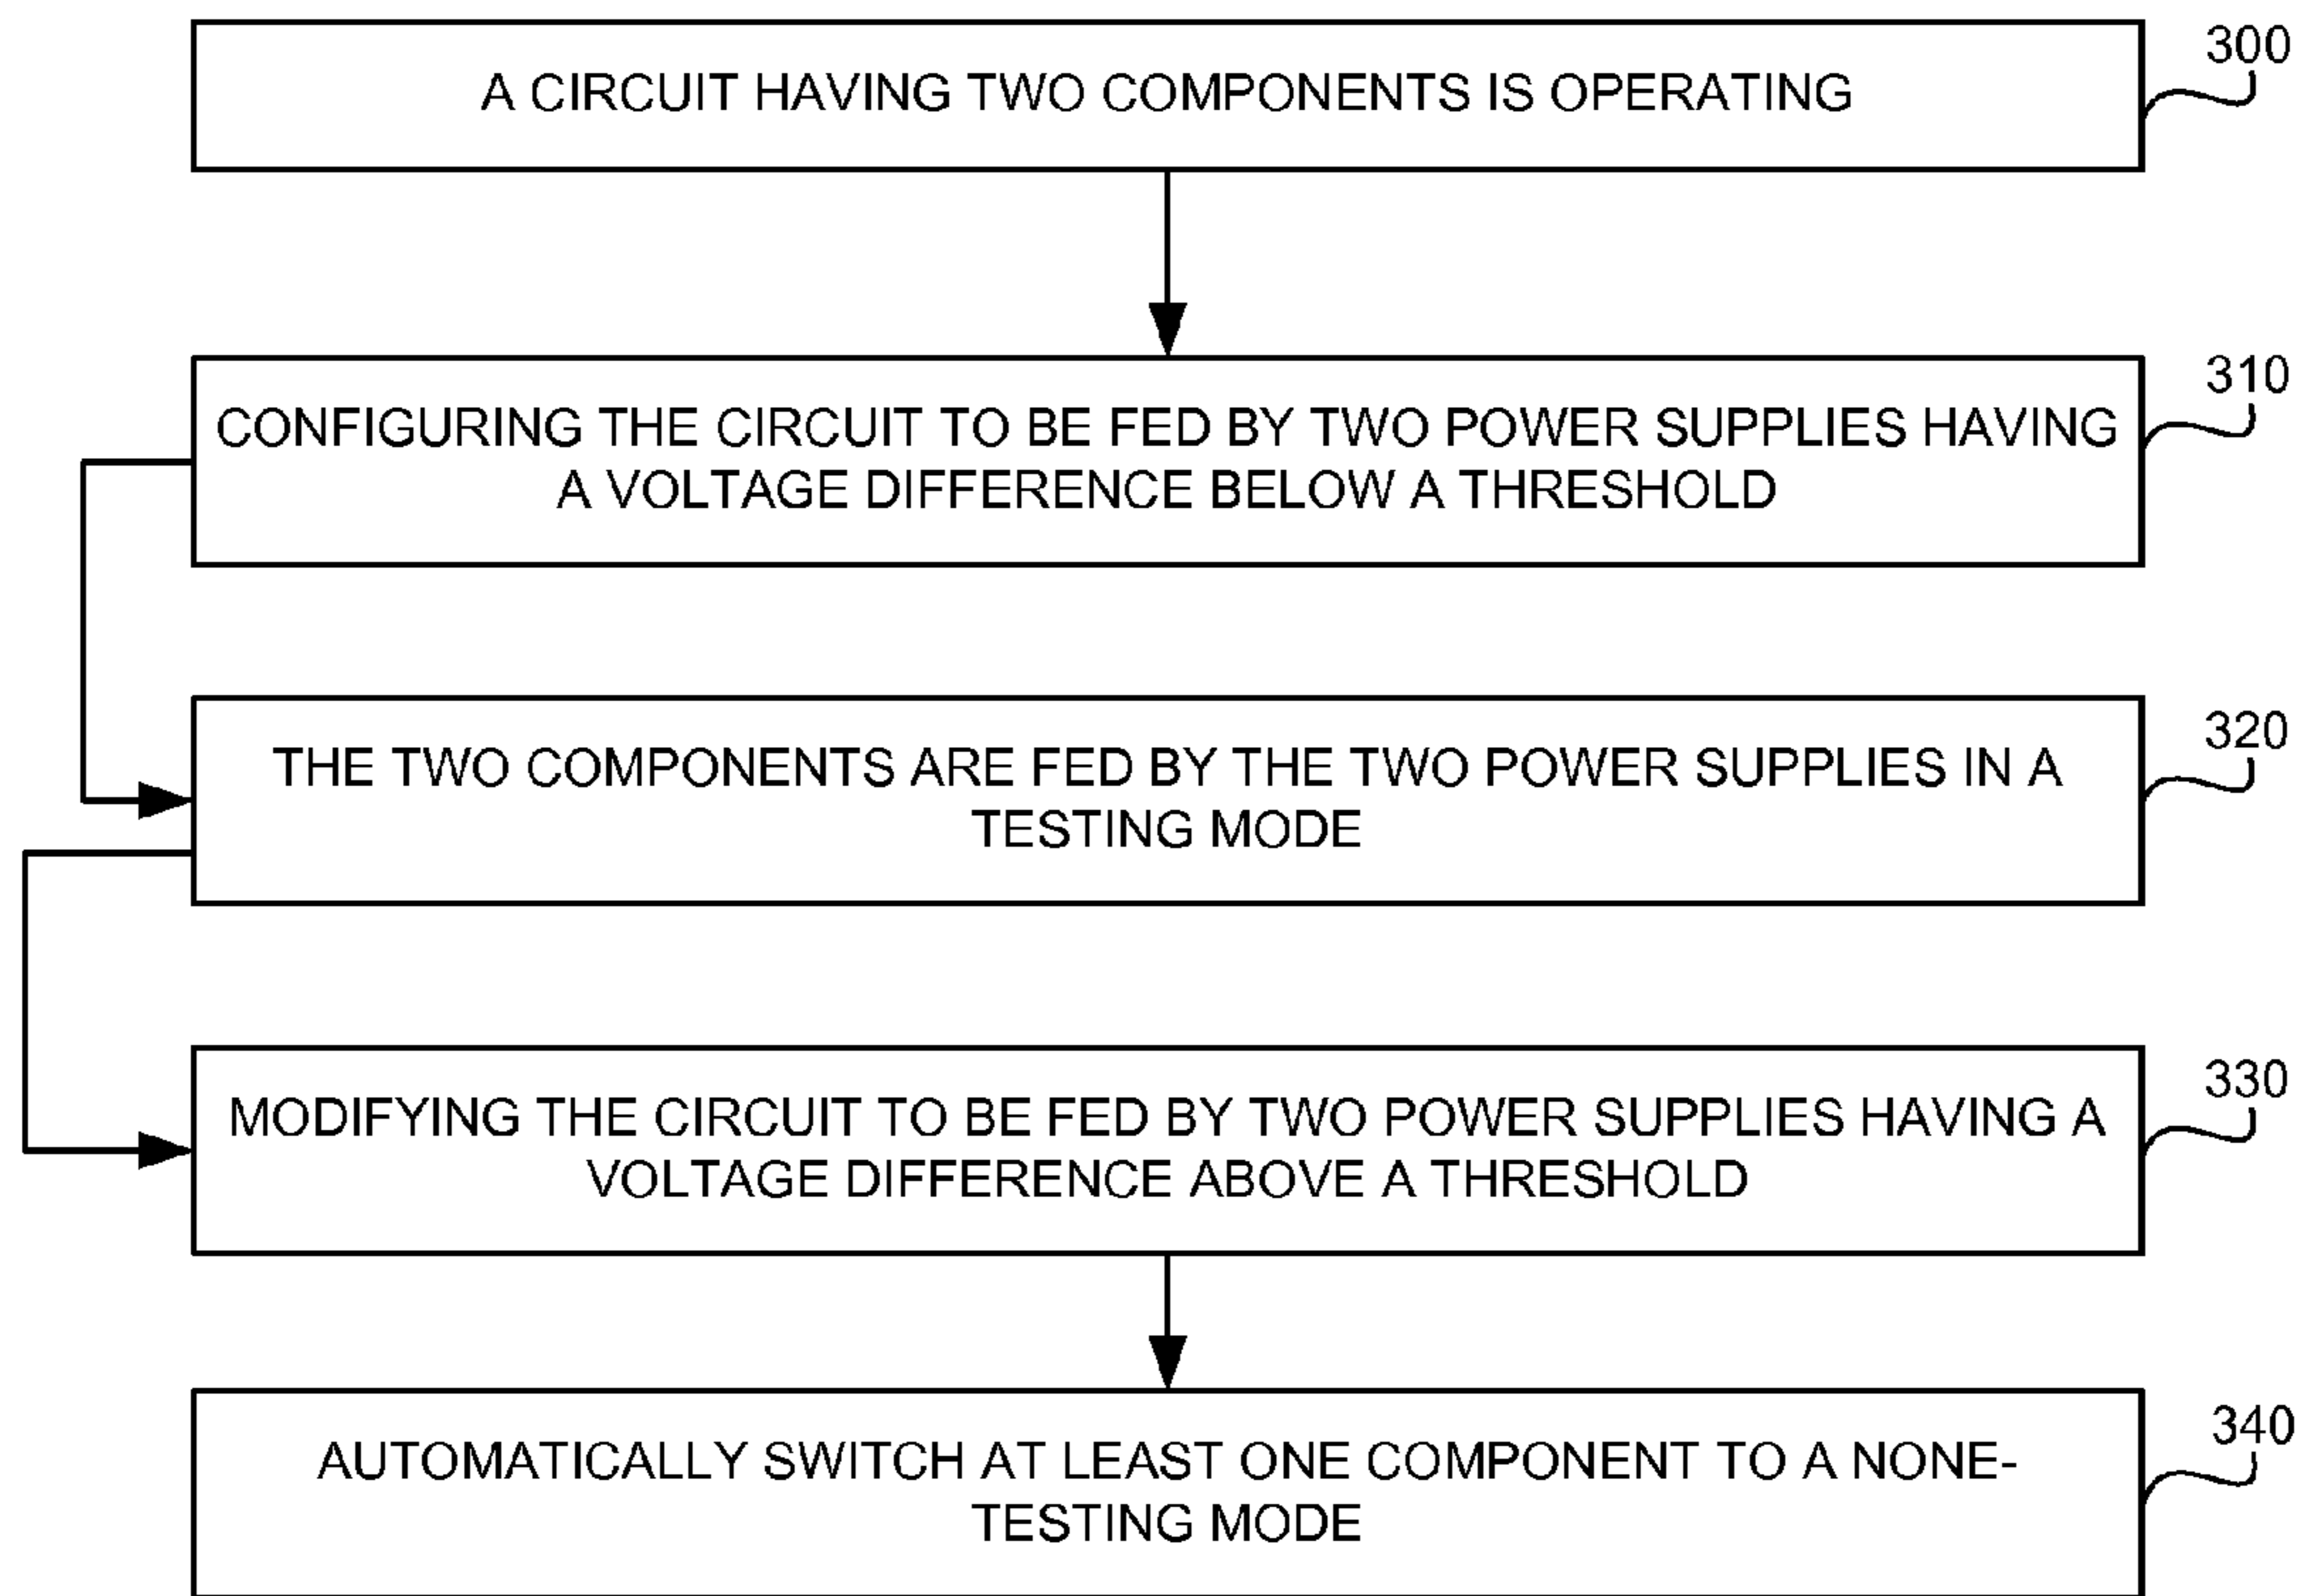 300
A CIRCUIT HAVING TWO COMPONENTS IS OPERATING
310
CONFIGURING THE CIRCUIT TO BE FED BY TWO POWER SUPPLIES HAVING
A VOLTAGE DIFFERENCE BELOW A THRESHOLD
320
THE TWO COMPONENTS ARE FED BY THE TWO POWER SUPPLIES IN A
TESTING MODE
330
MODIFYING THE CIRCUIT TO BE FED BY TWO POWER SUPPLIES HAVING A
VOLTAGE DIFFERENCE ABOVE A THRESHOLD
340
AUTOMATICALLY SWITCH AT LEAST ONE COMPONENT TO A NONE-
TESTING MODE